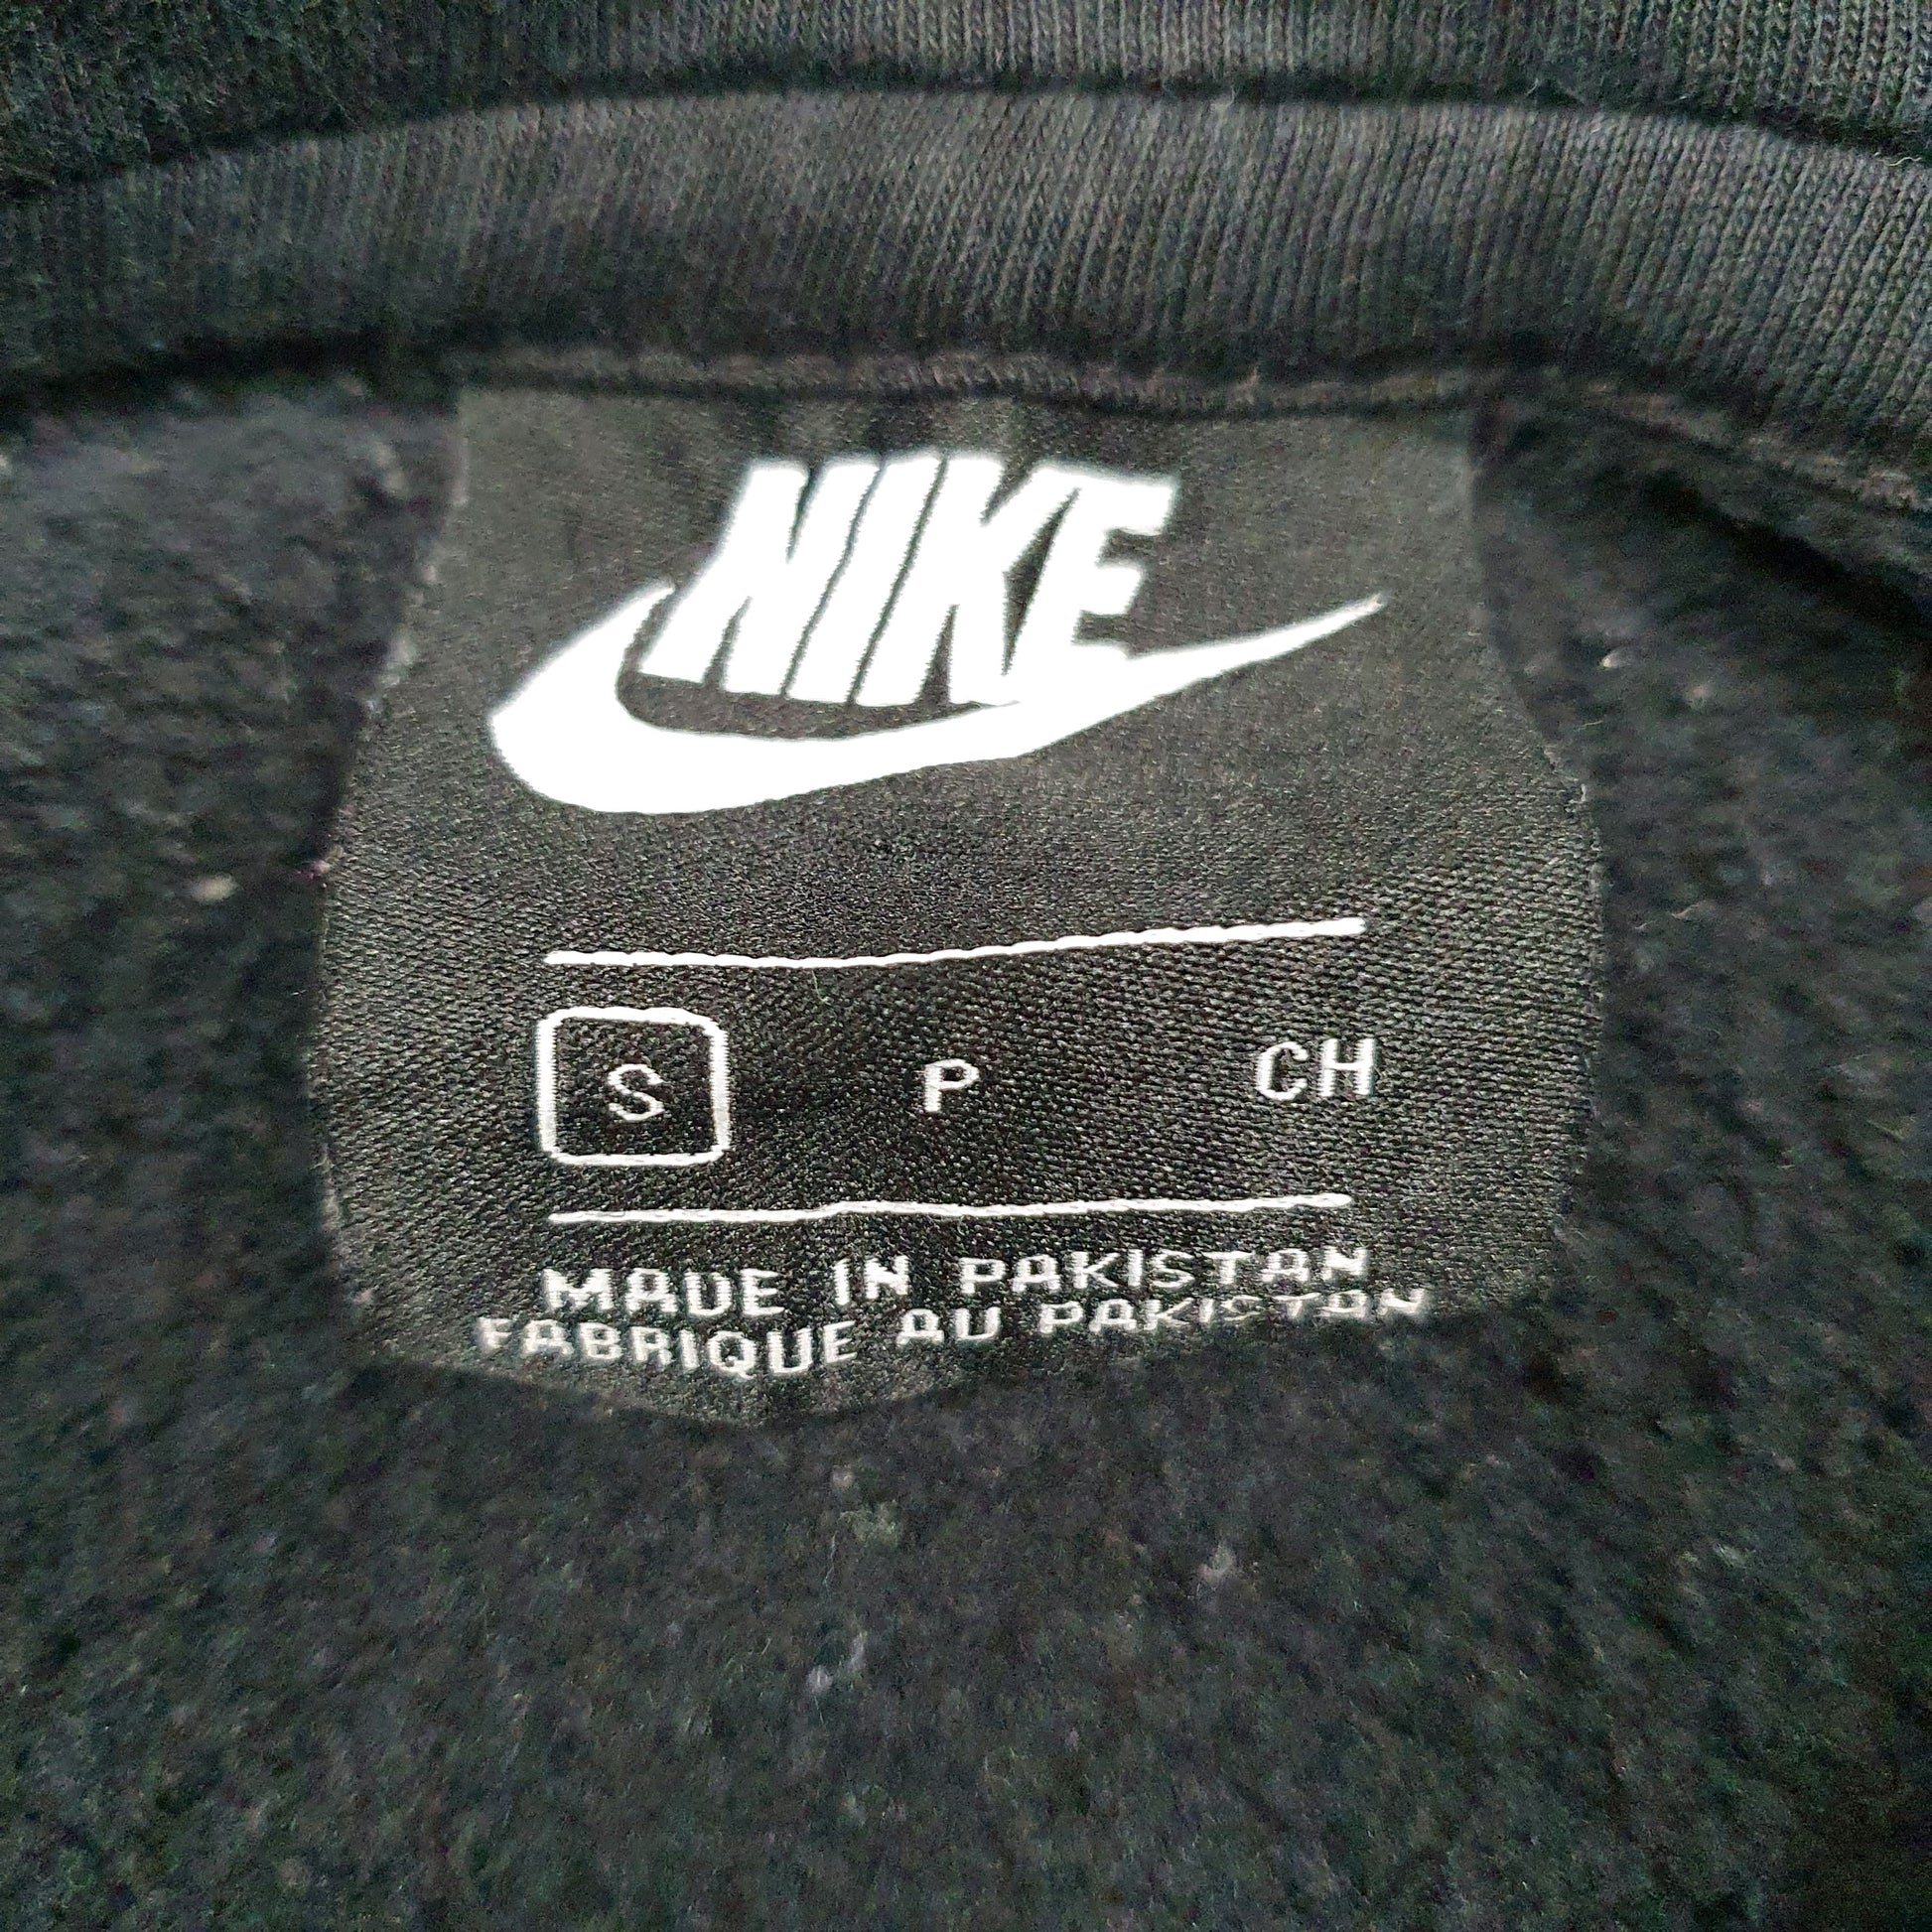 NIKE
S P CH
MADE IN PAKISTAN
FABRIQUE AU PAKISTAN